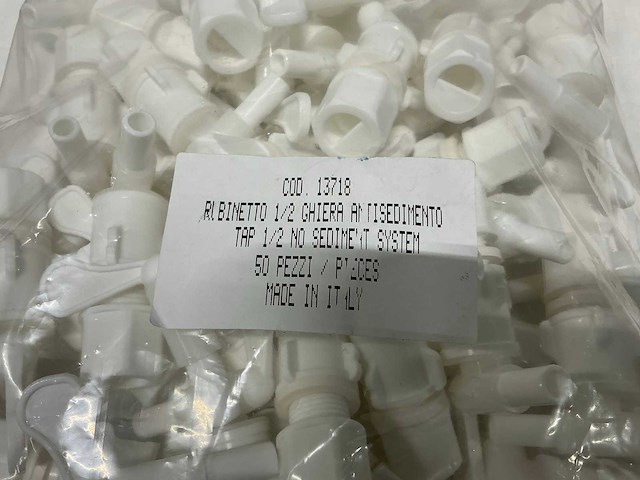 COD. 13718
RUBINETTO 1/2 GHIERA ANTISEDIMENTO
TAP 1/2 NO SEDIMENT SYSTEM
50 PEZZI / PIECES
MADE IN ITALY